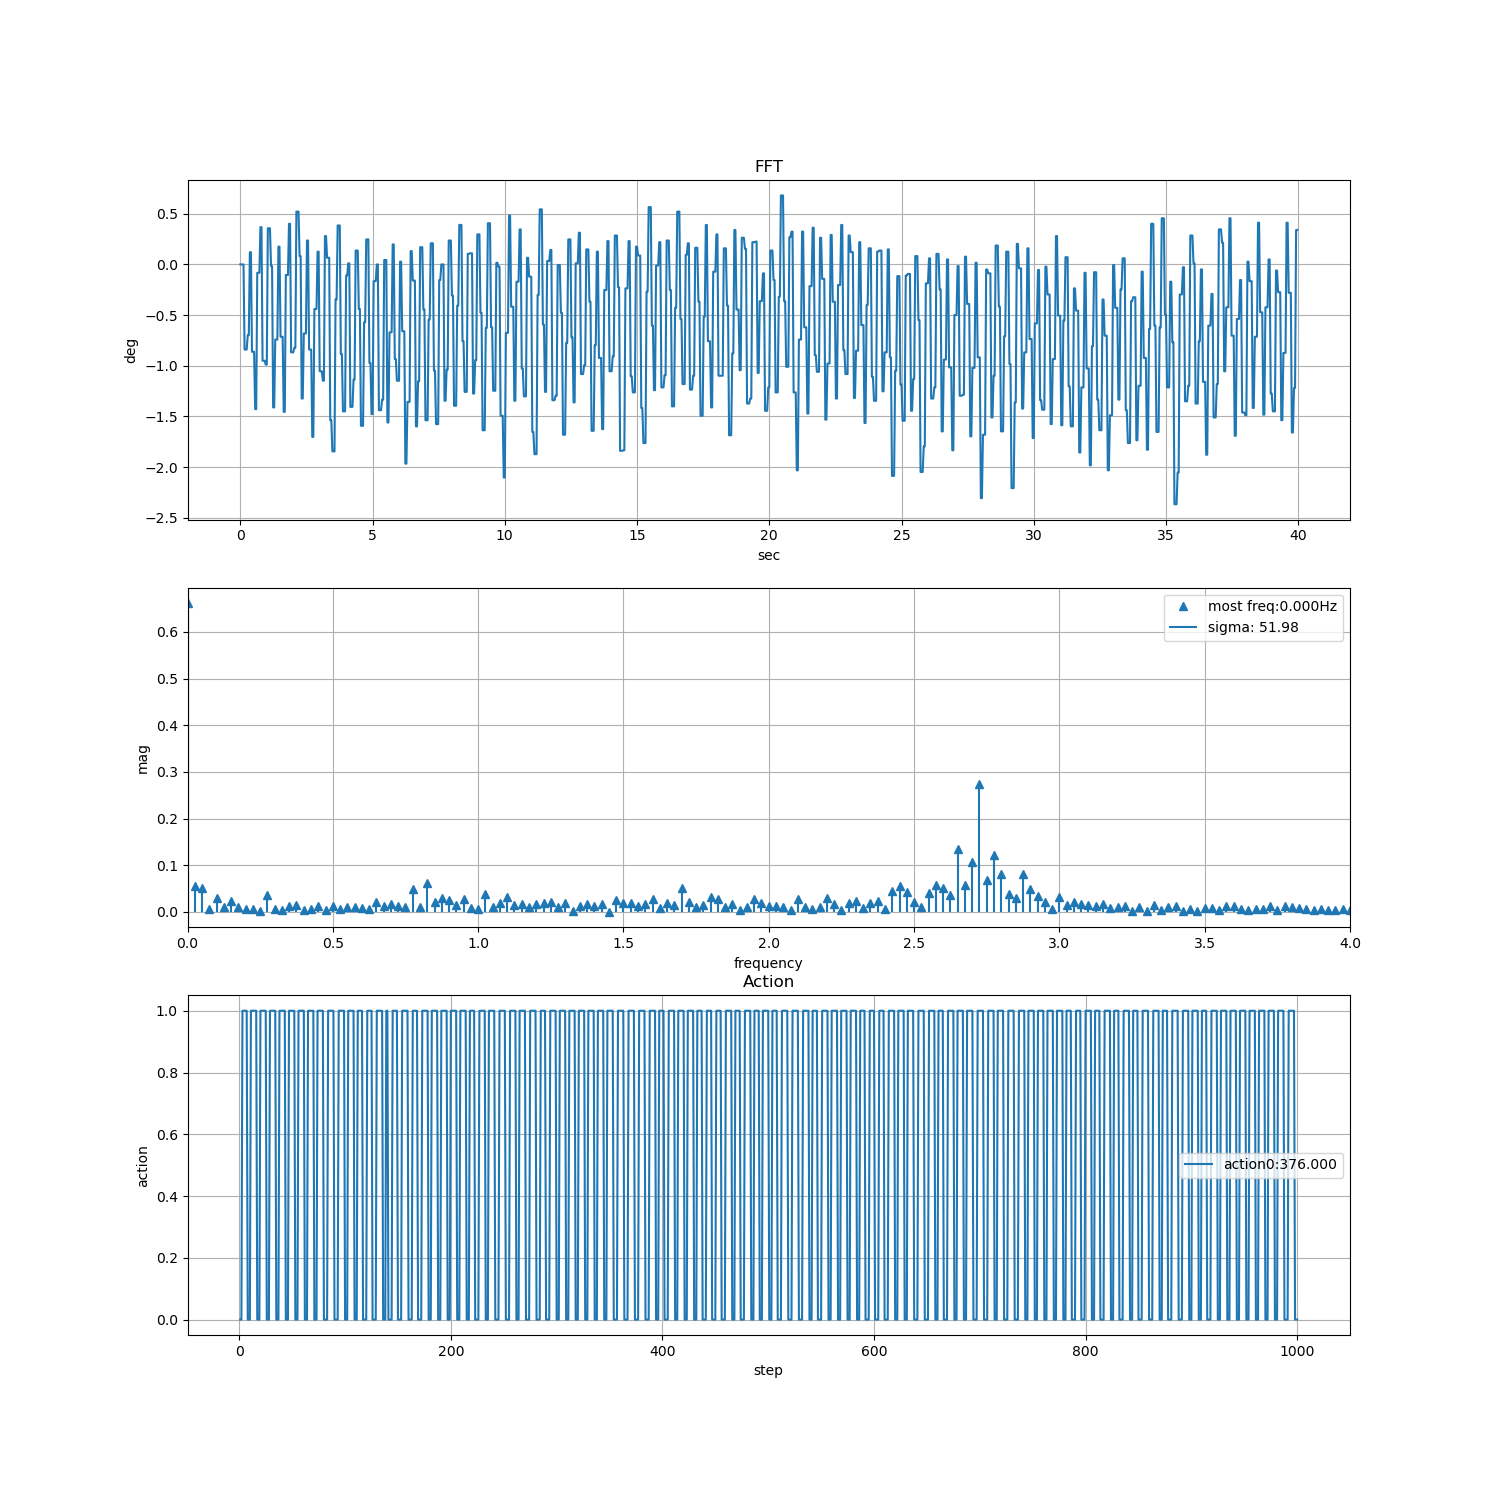 FFT
0.5
0.0
−0.5
−1.0
−1.5
−2.0
−2.5
deg
0 5 10 15 20 25 30 35 40
sec
most freq:0.000Hz
sigma: 51.98
0.6
0.5
0.4
0.3
0.2
0.1
0.0
mag
0.0 0.5 1.0 1.5 2.0 2.5 3.0 3.5 4.0
frequency
Action
1.0
0.8
0.6
0.4
0.2
0.0
action
action0:376.000
0 200 400 600 800 1000
step